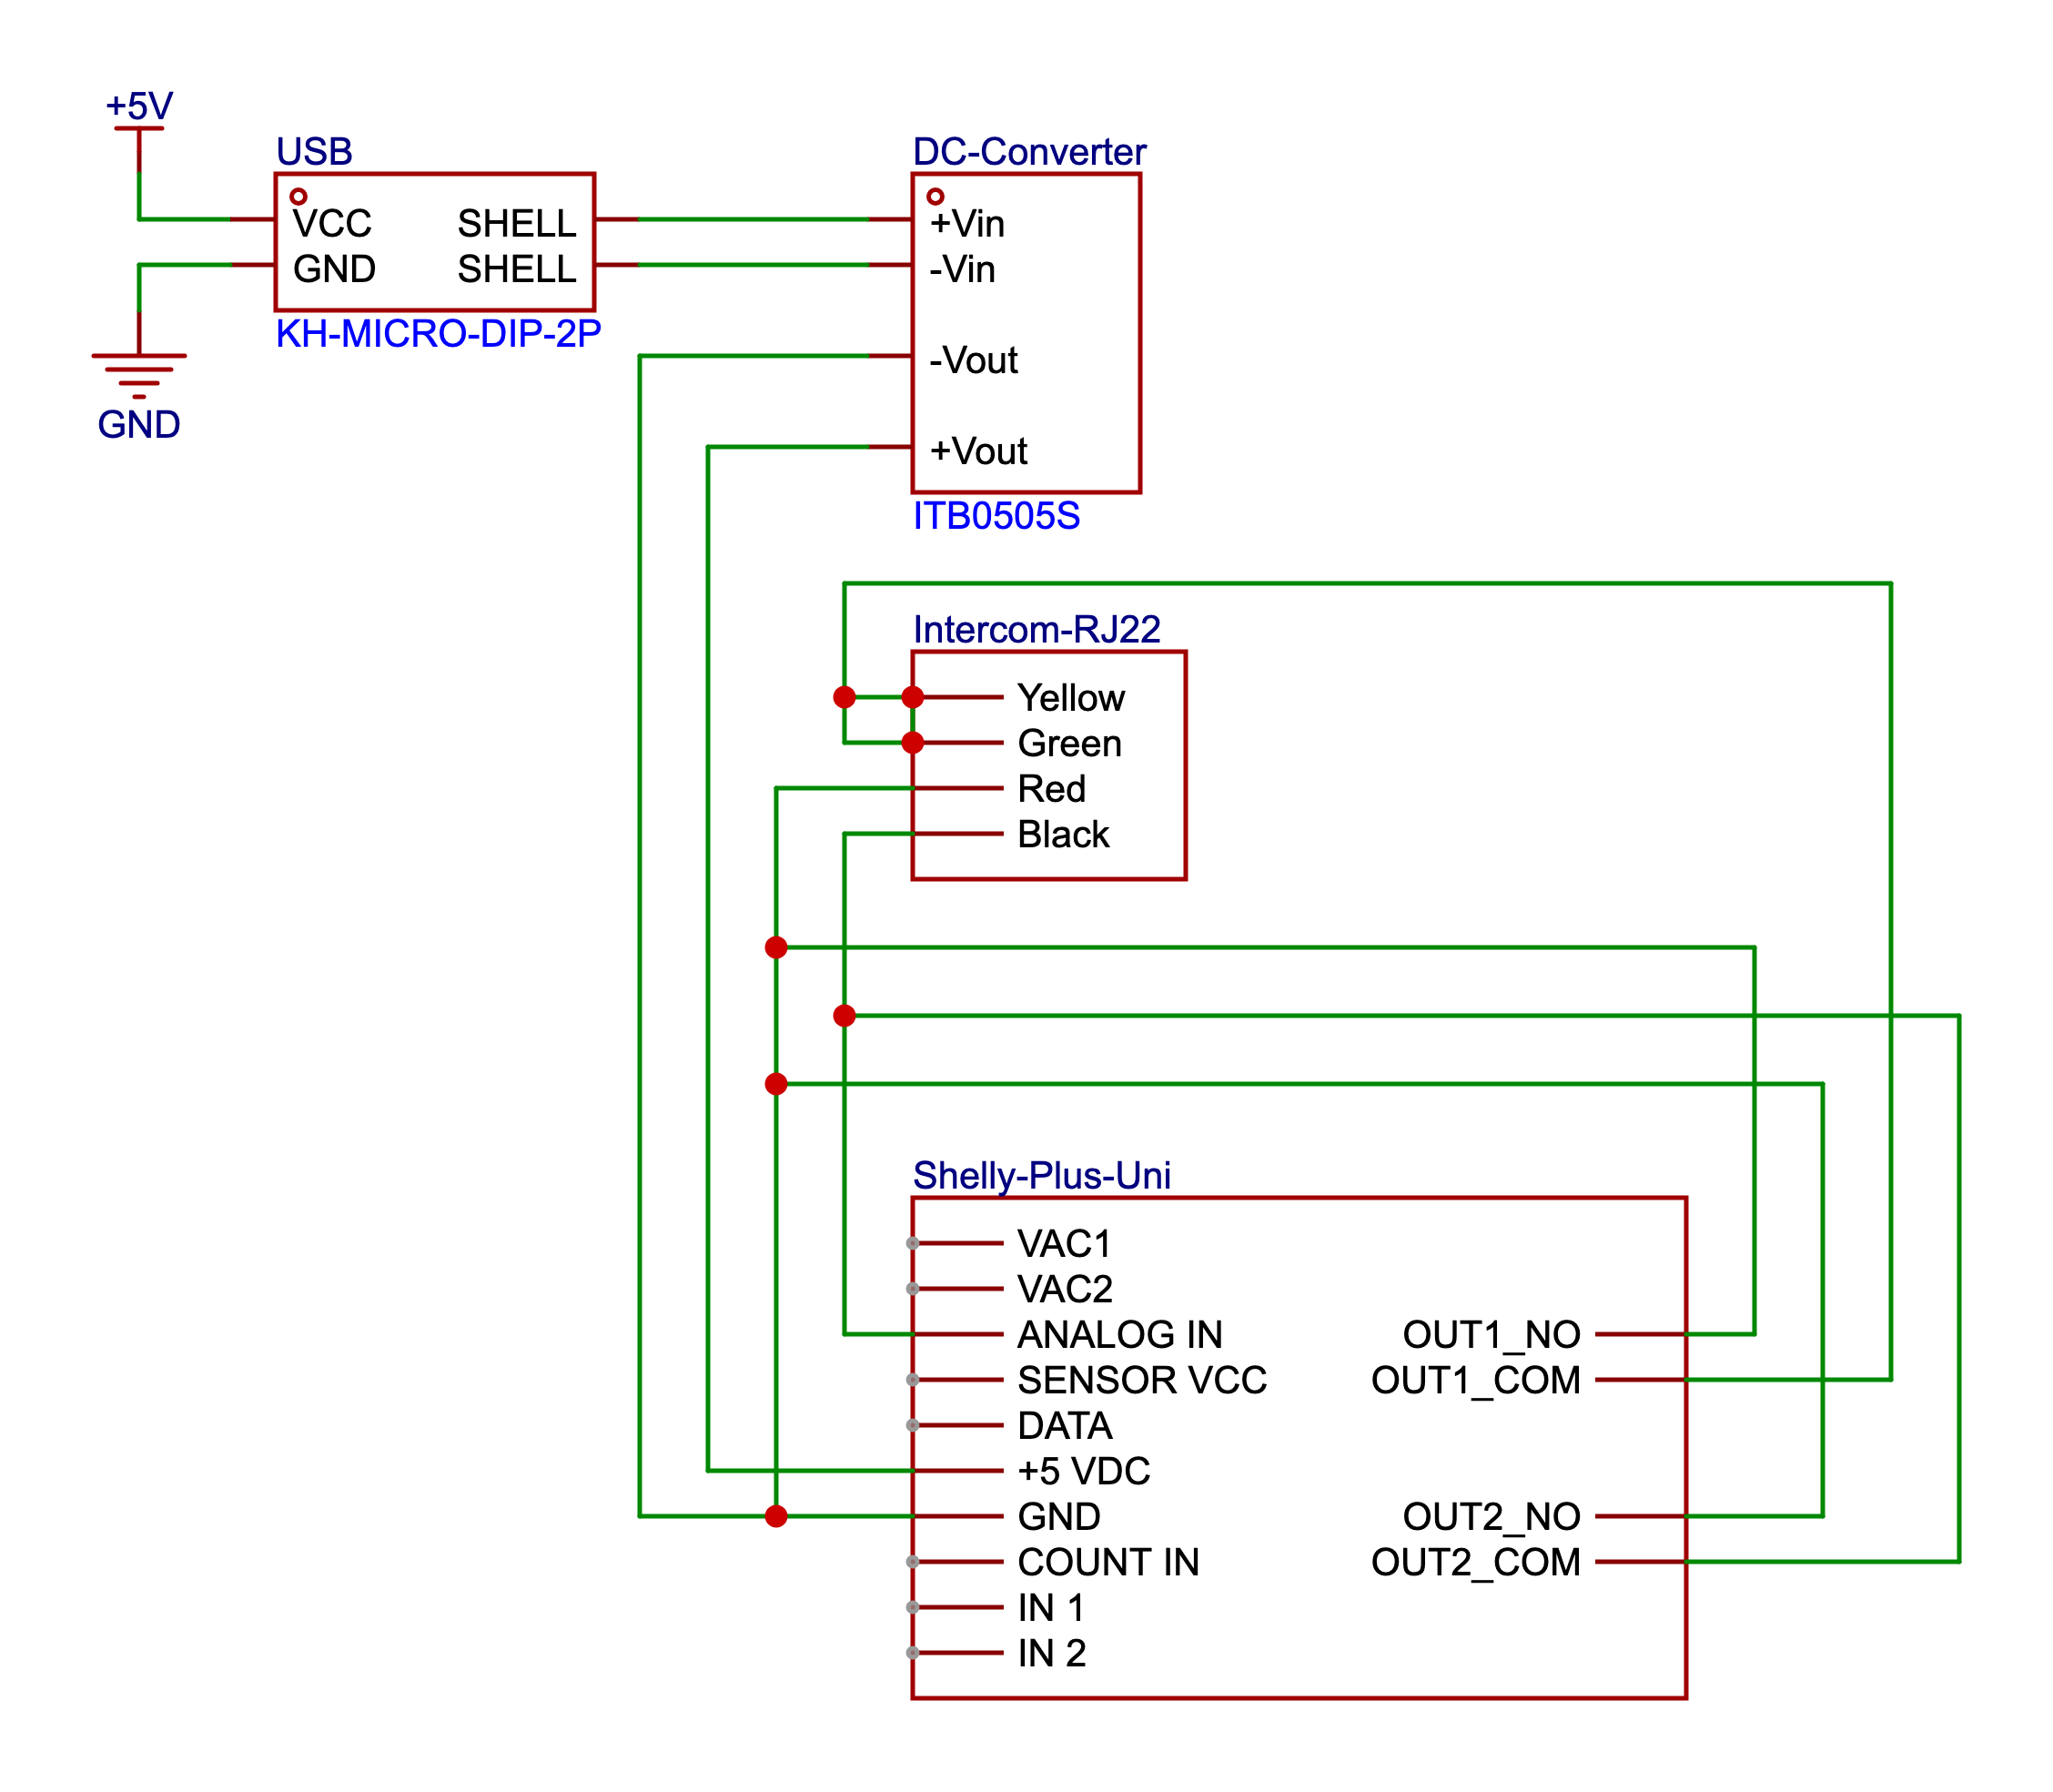 +5V
USB
VCC
SHELL
GND
SHELL
KH-MICRO-DIP-2P
GND
DC-Converter
+Vin
-Vin
-Vout
+Vout
ITB0505S
Intercom-RJ22
Yellow
Green
Red
Black
Shelly-Plus-Uni
VAC1
VAC2
ANALOG IN
OUT1_NO
SENSOR VCC
OUT1_COM
DATA
+5 VDC
GND
OUT2_NO
COUNT IN
OUT2_COM
IN 1
IN 2